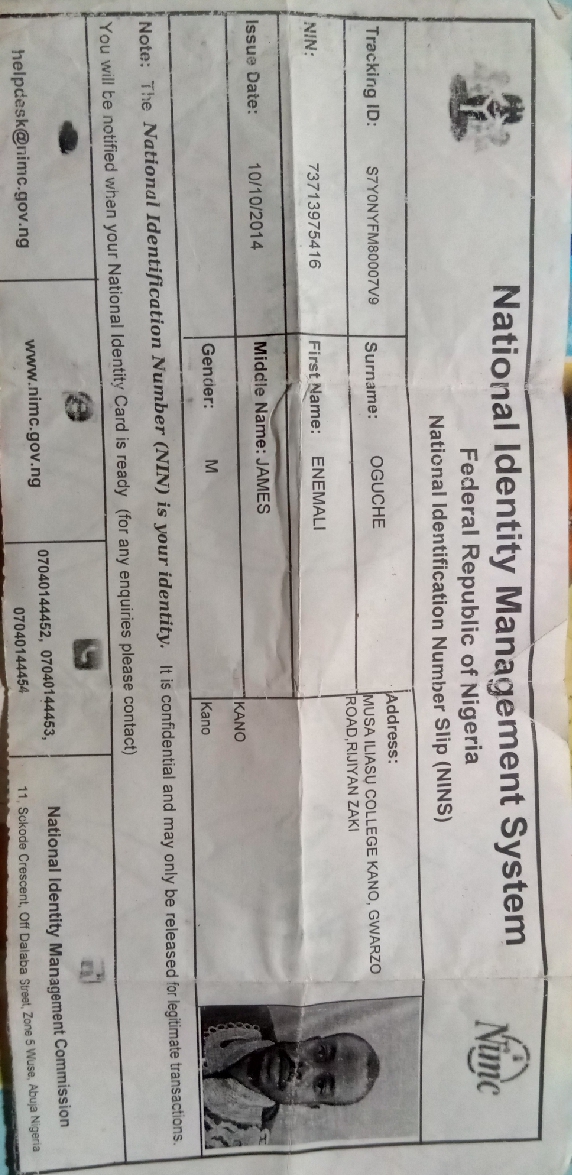 National Identity Management System
Federal Republic of Nigeria
National Identification Number Slip (NINS)
Nimc
Tracking ID: S7Y0NYFM80007V9
Surname: OGUCHE
Address:
MUSA ILIASU COLLEGE KANO, GWARZO
ROAD,RIJIYAN ZAKI
NIN: 73713975416
First Name: ENEMALI
Issue Date: 10/10/2014
Middle Name: JAMES
KANO
Gender: M
Kano
Note: The National Identification Number (NIN) is your identity. It is confidential and may only be released for legitimate transactions.
You will be notified when your National Identity Card is ready (for any enquiries please contact)
helpdesk@nimc.gov.ng
www.nimc.gov.ng
07040144452, 07040144453,
07040144454
National Identity Management Commission
11, Sokode Crescent, Off Dalaba Street, Zone 5 Wuse, Abuja Nigeria